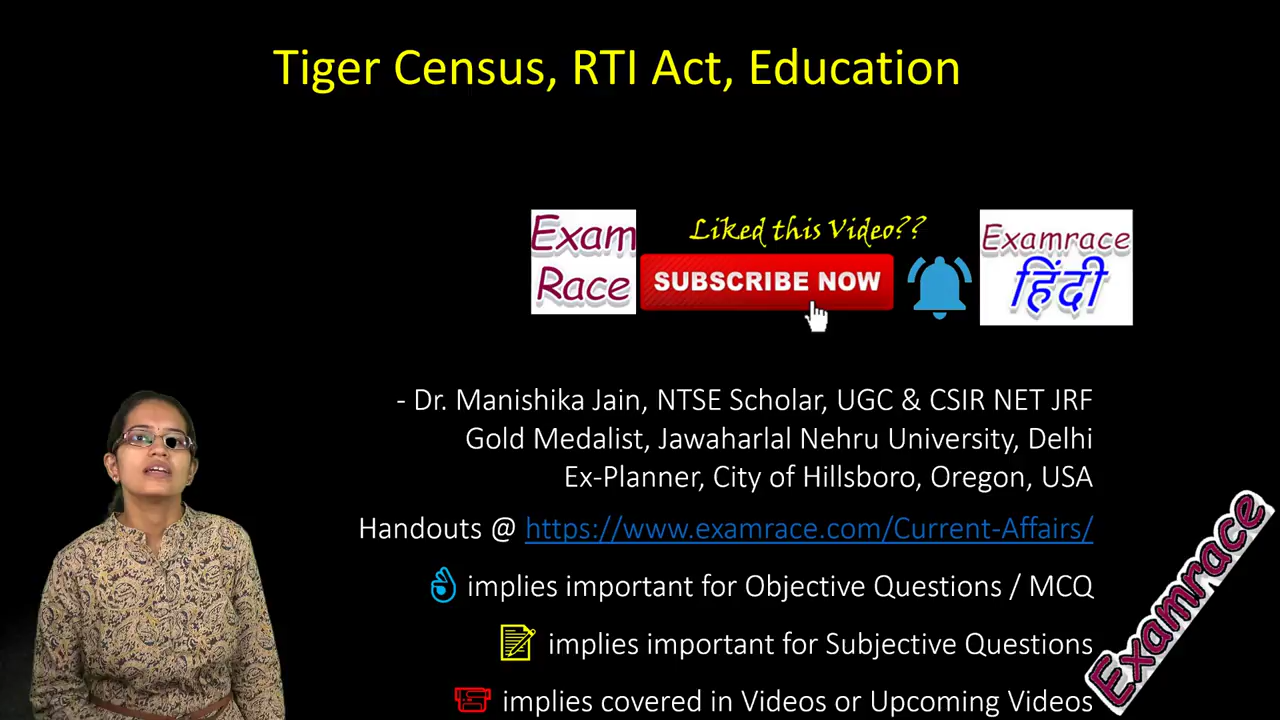 Tiger Census, RTI Act, Education
Exam
Race
Liked this Video??
SUBSCRIBE NOW
Examrace
हिंदी
- Dr. Manishika Jain, NTSE Scholar, UGC & CSIR NET JRF
Gold Medalist, Jawaharlal Nehru University, Delhi
Ex-Planner, City of Hillsboro, Oregon, USA
Handouts @ https://www.examrace.com/Current-Affairs/
implies important for Objective Questions / MCQ
implies important for Subjective Questions
implies covered in Videos or Upcoming Videos
Examrace